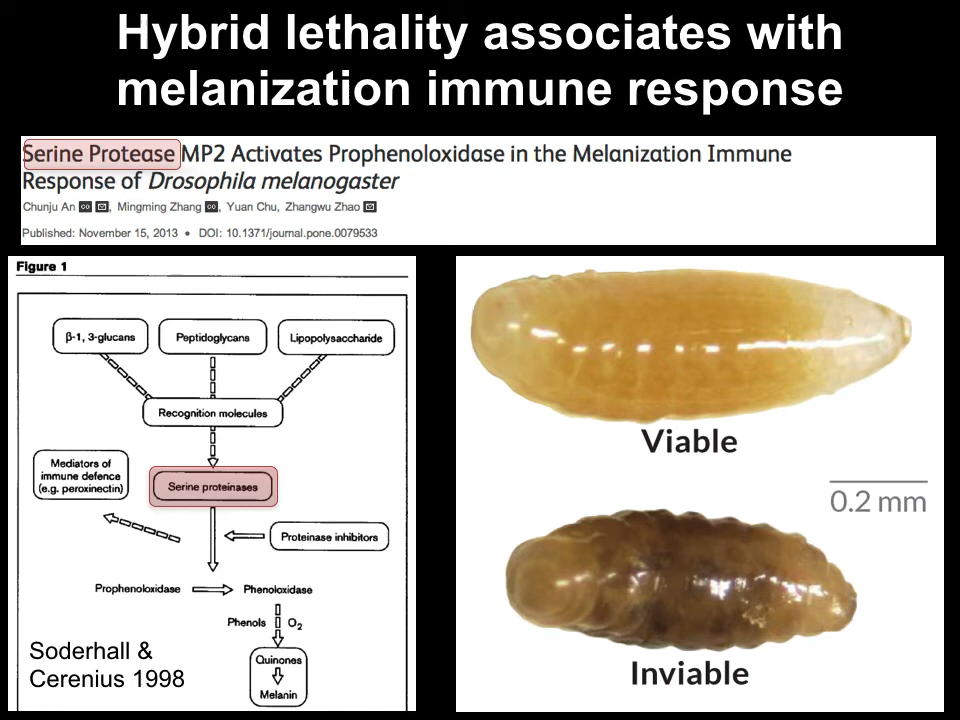 Hybrid lethality associates with
melanization immune response
Serine Protease MP2 Activates Prophenoloxidase in the Melanization Immune
Response of Drosophila melanogaster
Chunju An, Mingming Zhang, Yuan Chu, Zhangwu Zhao
Published: November 15, 2013 • DOI: 10.1371/journal.pone.0079533
Figure 1
β-1, 3-glucans
Peptidoglycans
Lipopolysaccharide
Recognition molecules
Mediators of
immune defence
(e.g. peroxinectin)
Serine proteinases
Proteinase inhibitors
Prophenoloxidase
Phenoloxidase
Phenols
O₂
Quinones
Melanin
Soderhall &
Cerenius 1998
Viable
0.2 mm
Inviable